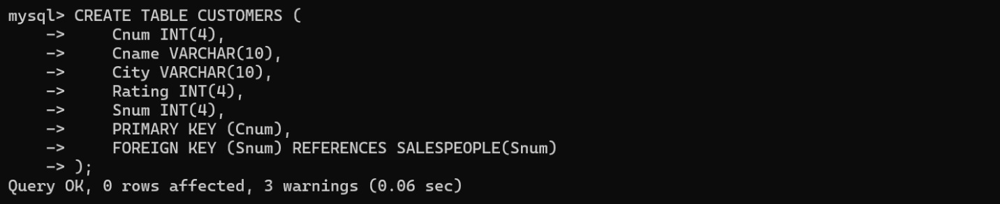 mysql> CREATE TABLE CUSTOMERS (
    ->     Cnum INT(4),
    ->     Cname VARCHAR(10),
    ->     City VARCHAR(10),
    ->     Rating INT(4),
    ->     Snum INT(4),
    ->     PRIMARY KEY (Cnum),
    ->     FOREIGN KEY (Snum) REFERENCES SALESPEOPLE(Snum)
    -> );
Query OK, 0 rows affected, 3 warnings (0.06 sec)